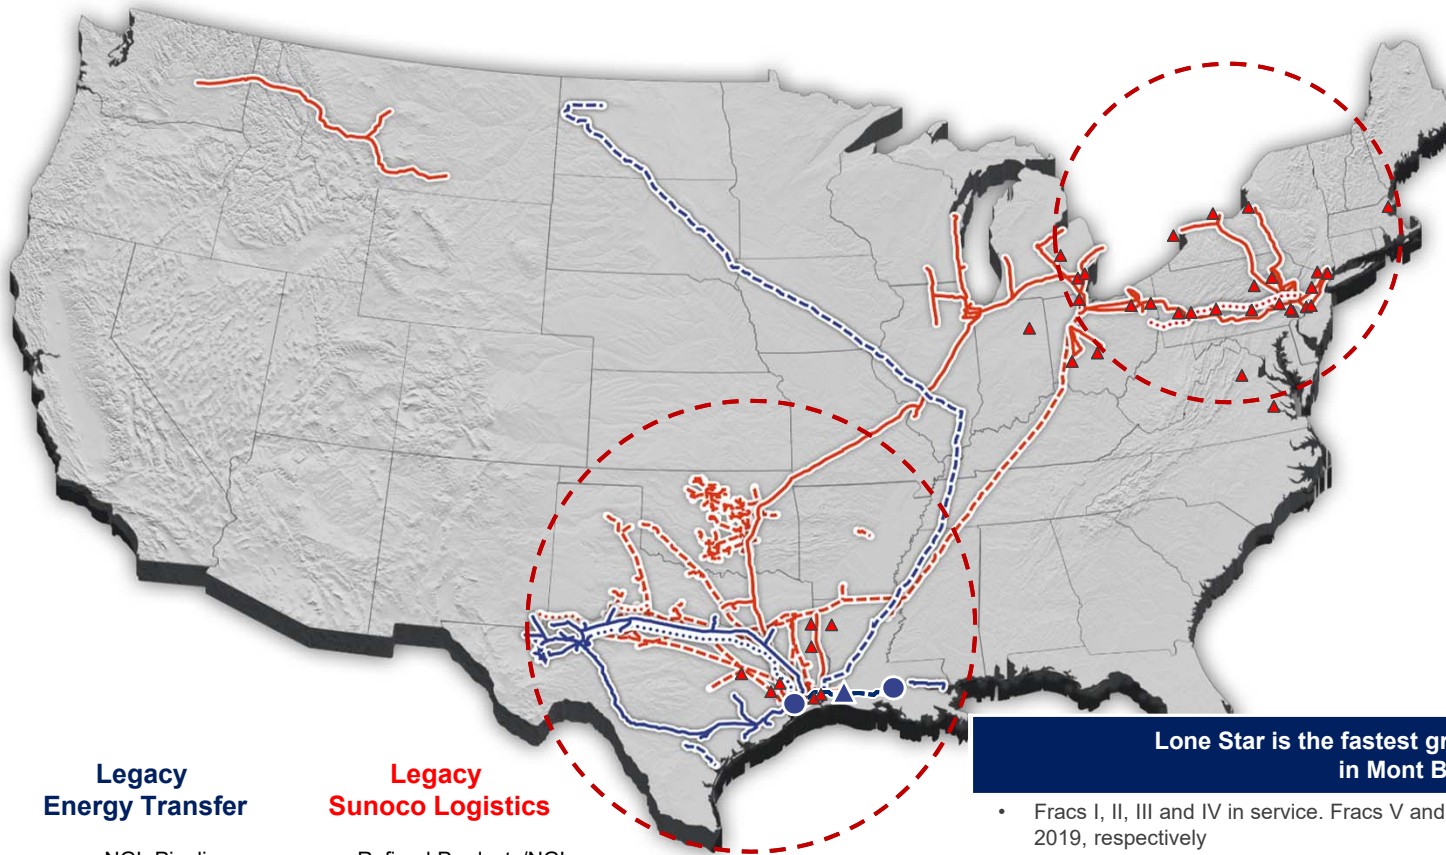 Legacy
Energy Transfer
Legacy
Sunoco Logistics
Lone Star is the fastest
in Mont
• Fracs I, II, III and IV in service. Fracs V and
2019, respectively